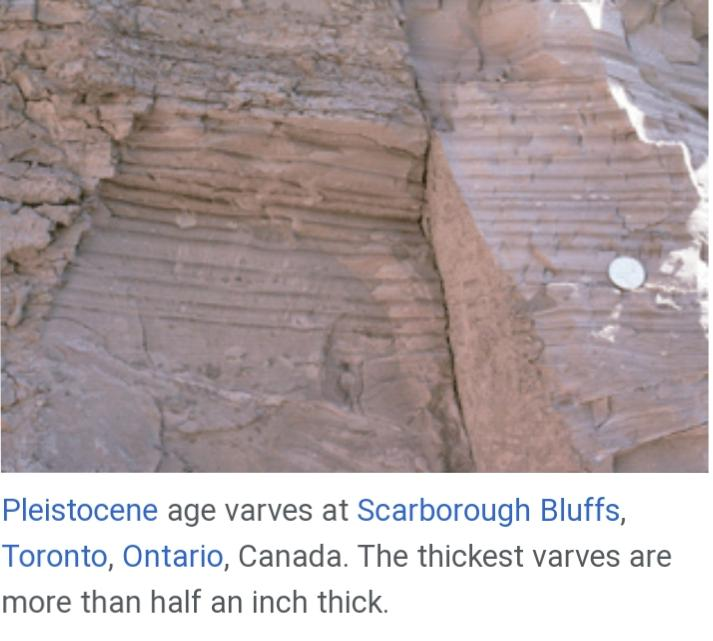 Pleistocene age varves at Scarborough Bluffs,
Toronto, Ontario, Canada. The thickest varves are
more than half an inch thick.